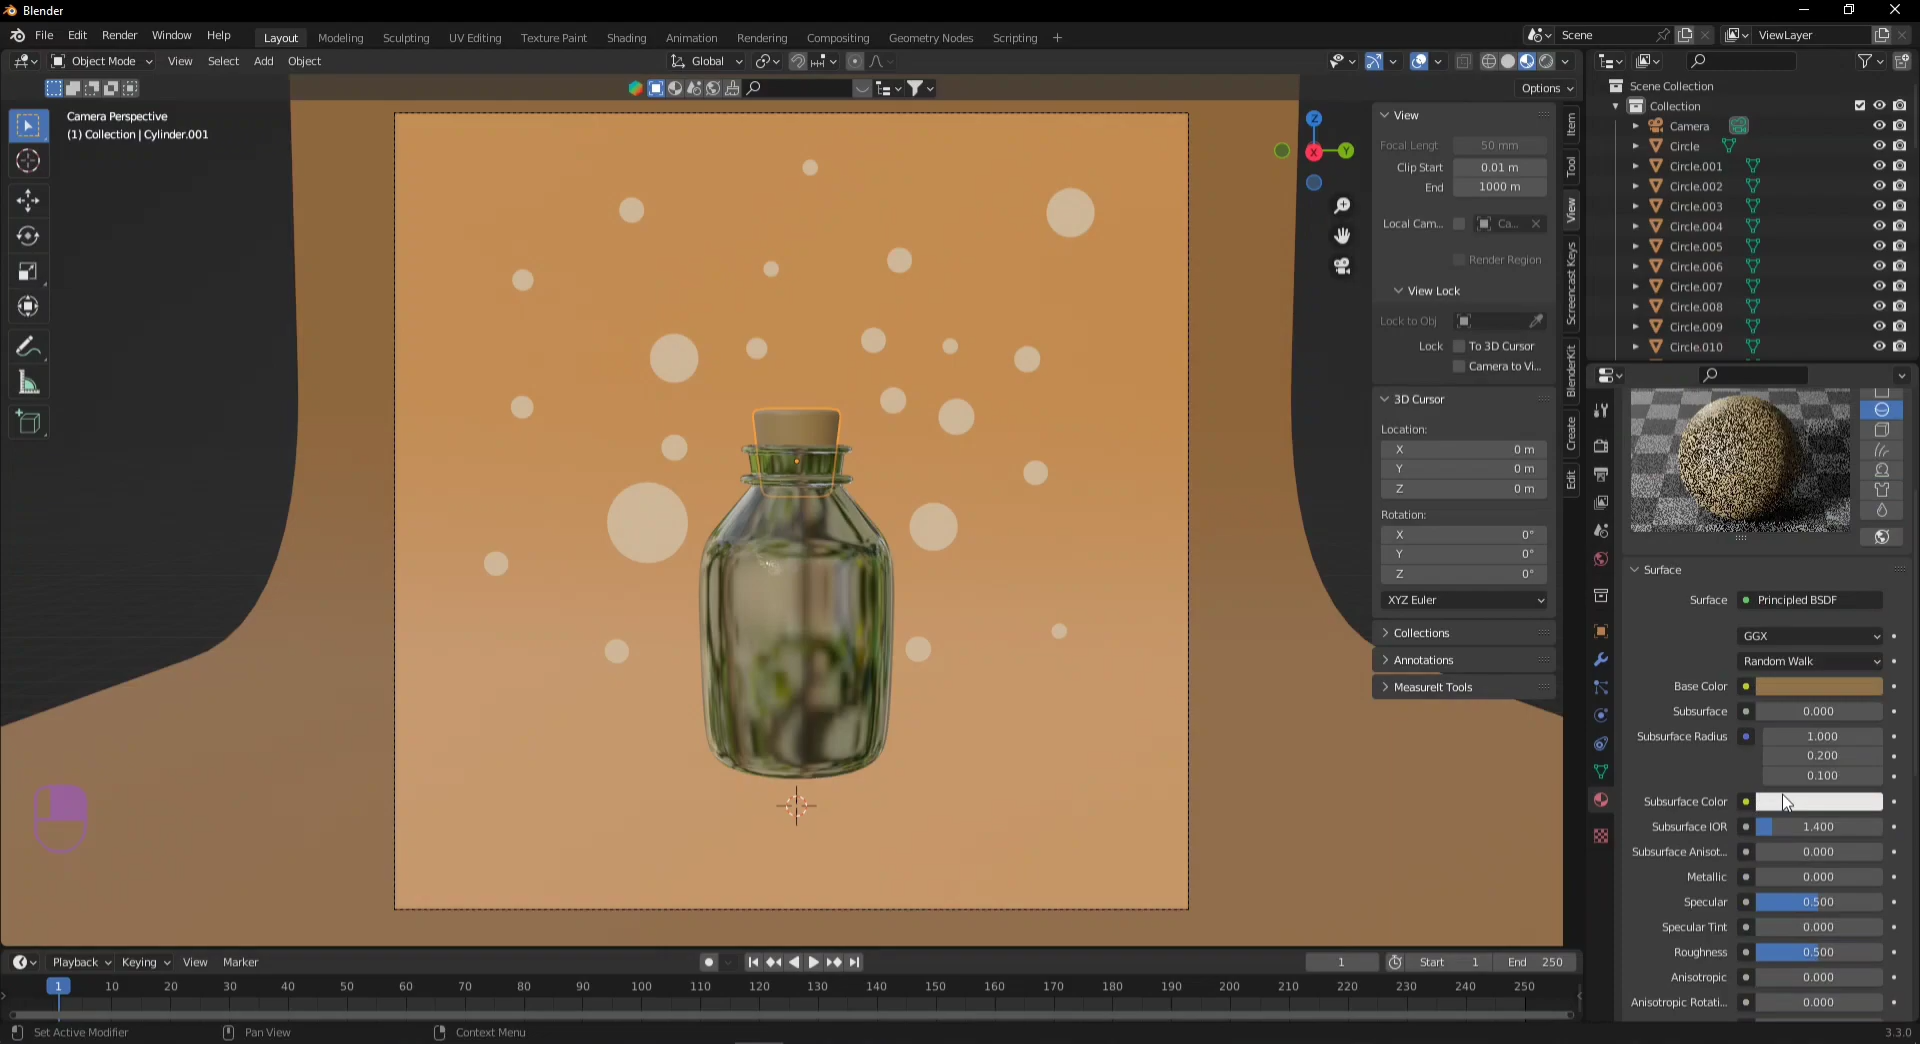 Blender
File Edit Render Window Help Layout Modeling Sculpting UV Editing Texture Paint Shading Animation Rendering Compositing Geometry Nodes Scripting + Scene ViewLayer
Object Mode View Select Add Object Global
Options
Camera Perspective
(1) Collection | Cylinder.001
Z
Y
X
View
Focal Lengt 50 mm
Clip Start 0.01 m
End 1000 m
Local Cam... Ca...
Render Region
View Lock
Lock to Obj
Lock To 3D Cursor
Camera to Vi...
3D Cursor
Location:
X 0 m
Y 0 m
Z 0 m
Rotation:
X 0°
Y 0°
Z 0°
XYZ Euler
Collections
Annotations
MeasureIt Tools
Item
Tool
View
Screencast Keys
BlenderKit
Create
Edit
Scene Collection
Collection
Camera
Circle
Circle.001
Circle.002
Circle.003
Circle.004
Circle.005
Circle.006
Circle.007
Circle.008
Circle.009
Circle.010
Surface
Surface Principled BSDF
GGX
Random Walk
Base Color
Subsurface 0.000
Subsurface Radius 1.000
0.200
0.100
Subsurface Color
Subsurface IOR 1.400
Subsurface Anisot... 0.000
Metallic 0.000
Specular 0.500
Specular Tint 0.000
Roughness 0.500
Anisotropic 0.000
Anisotropic Rotati... 0.000
Playback Keying View Marker 1 Start 1 End 250
1 10 20 30 40 50 60 70 80 90 100 110 120 130 140 150 160 170 180 190 200 210 220 230 240 250
Set Active Modifier Pan View Context Menu 3.3.0